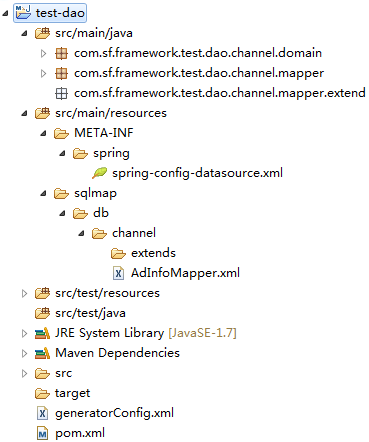 test-dao
src/main/java
com.sf.framework.test.dao.channel.domain
com.sf.framework.test.dao.channel.mapper
com.sf.framework.test.dao.channel.mapper.extend
src/main/resources
META-INF
spring
spring-config-datasource.xml
sqlmap
db
channel
extends
AdInfoMapper.xml
src/test/resources
src/test/java
JRE System Library [JavaSE-1.7]
Maven Dependencies
src
target
generatorConfig.xml
pom.xml